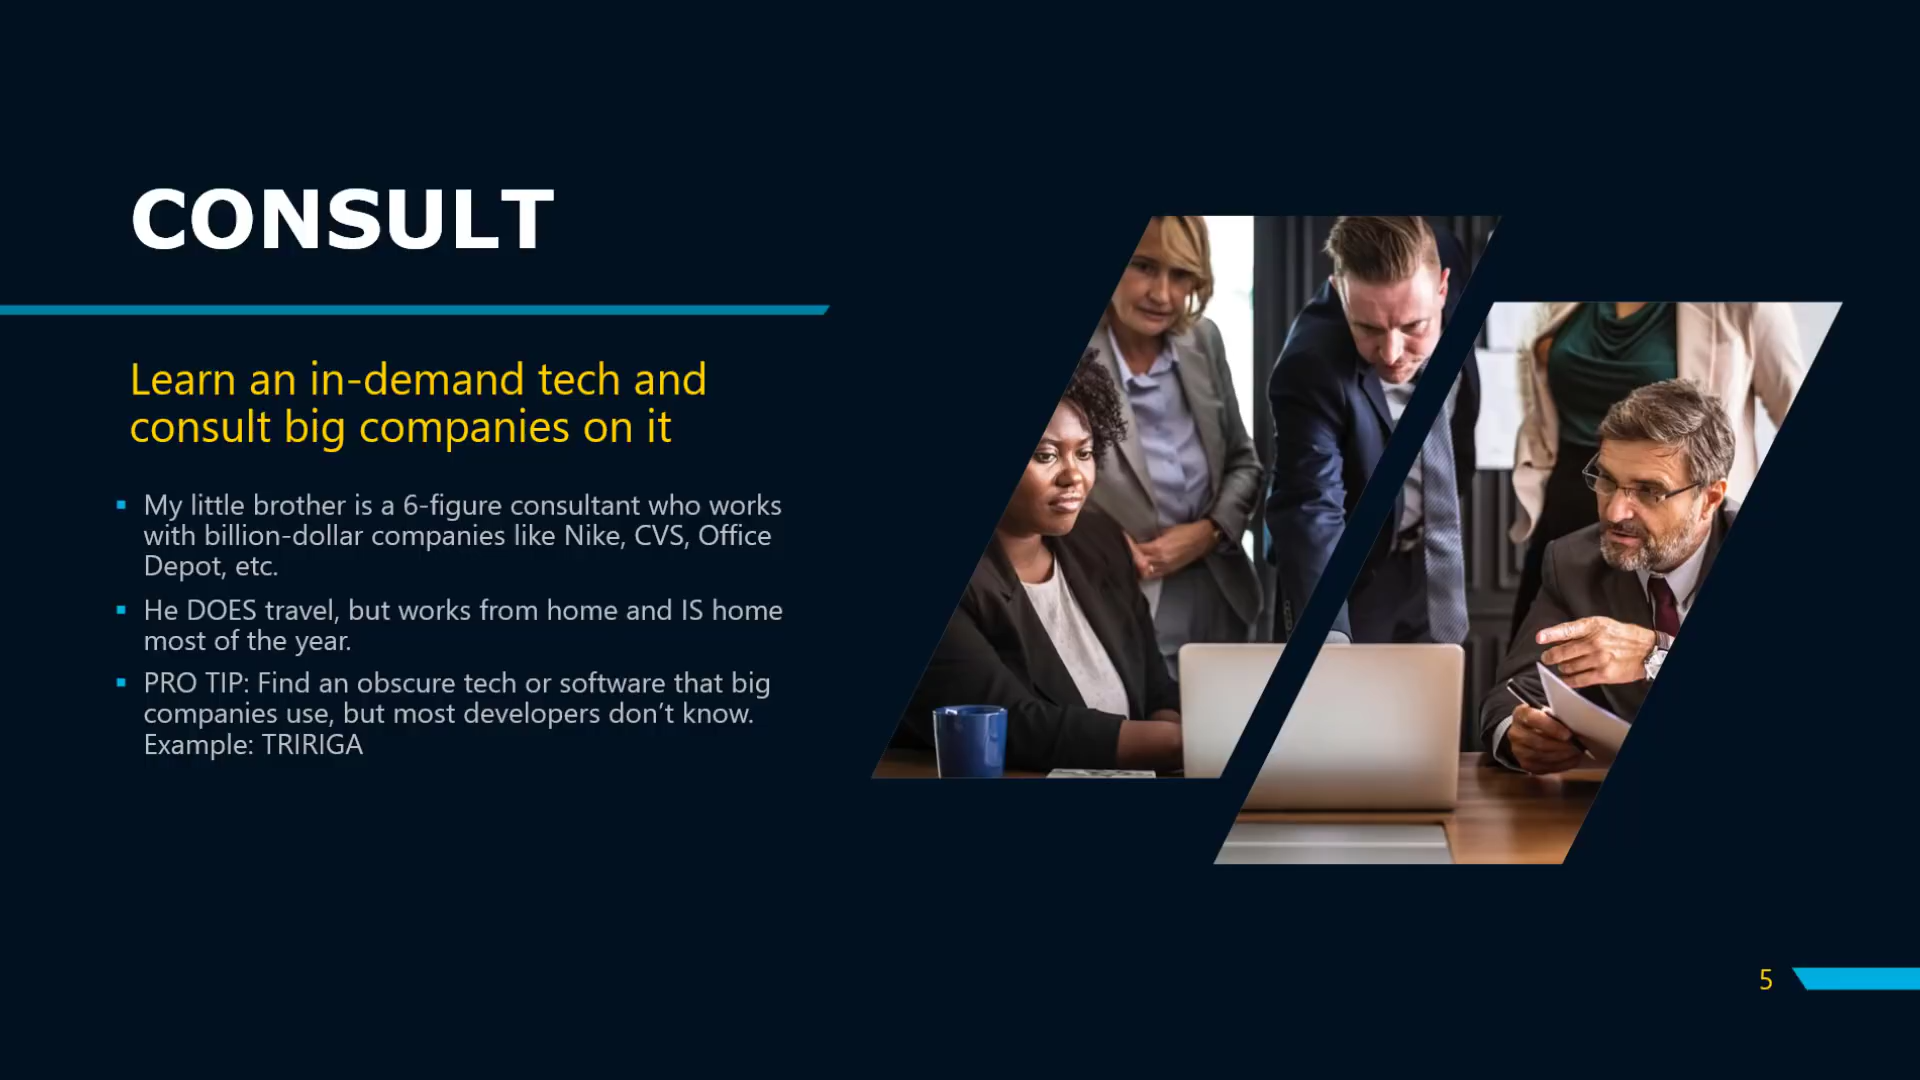 CONSULT
Learn an in-demand tech and
consult big companies on it
▪ My little brother is a 6-figure consultant who works
with billion-dollar companies like Nike, CVS, Office
Depot, etc.
▪ He DOES travel, but works from home and IS home
most of the year.
▪ PRO TIP: Find an obscure tech or software that big
companies use, but most developers don’t know.
Example: TRIRIGA
5